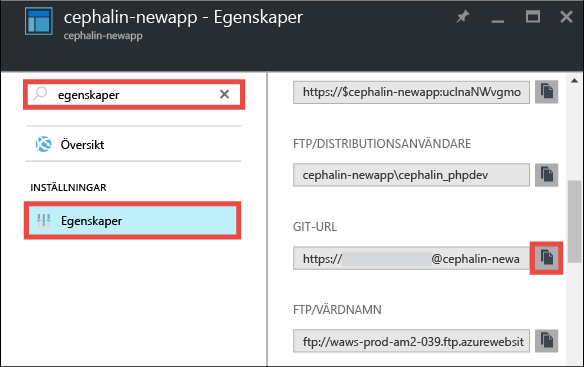 cephalin-newapp - Egenskaper
cephalin-newapp
egenskaper
Översikt
INSTÄLLNINGAR
Egenskaper
https://$cephalin-newapp:uclnaNWvgmo
FTP/DISTRIBUTIONSANVÄNDARE
cephalin-newapp\cephalin_phpdev
GIT-URL
https:// @cephalin-newa
FTP/VÄRDNAMN
ftp://waws-prod-am2-039.ftp.azurewebsit